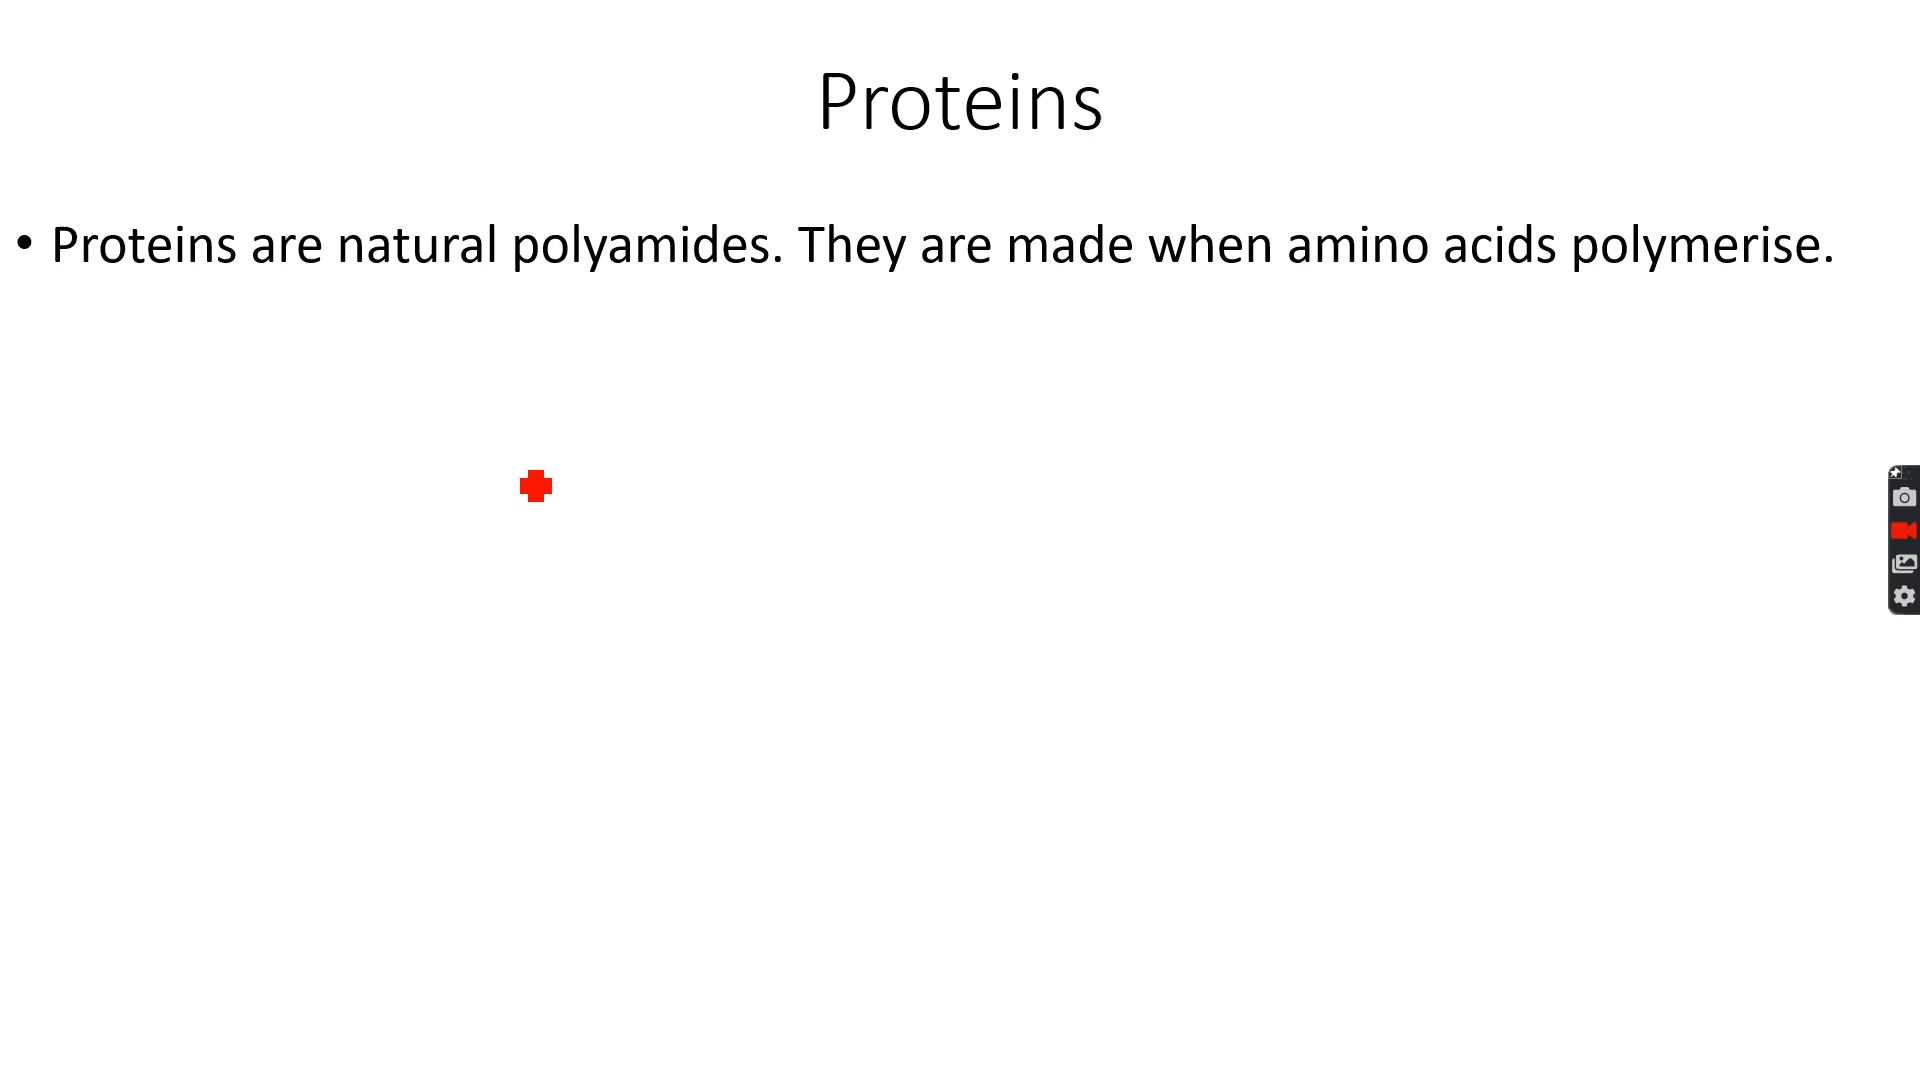 Proteins
• Proteins are natural polyamides. They are made when amino acids polymerise.